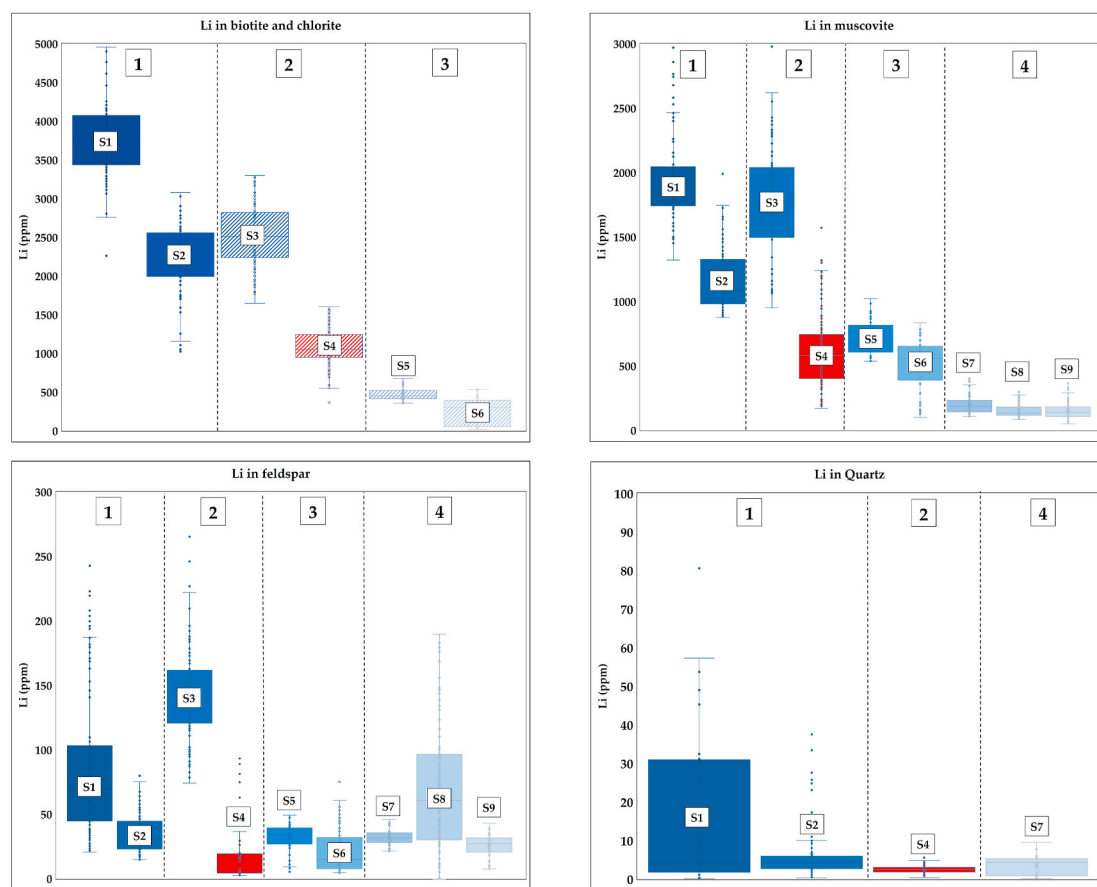 Li in biotite and chlorite
Li (ppm)
5000
4500
4000
3500
3000
2500
2000
1500
1000
500
0
1
2
3
S1
S2
S3
S4
S5
S6
Li in muscovite
Li (ppm)
3000
2500
2000
1500
1000
500
0
1
2
3
4
S1
S2
S3
S4
S5
S6
S7
S8
S9
Li in feldspar
Li (ppm)
300
250
200
150
100
50
0
1
2
3
4
S1
S2
S3
S4
S5
S6
S7
S8
S9
Li in Quartz
Li (ppm)
100
90
80
70
60
50
40
30
20
10
0
1
2
4
S1
S2
S4
S7